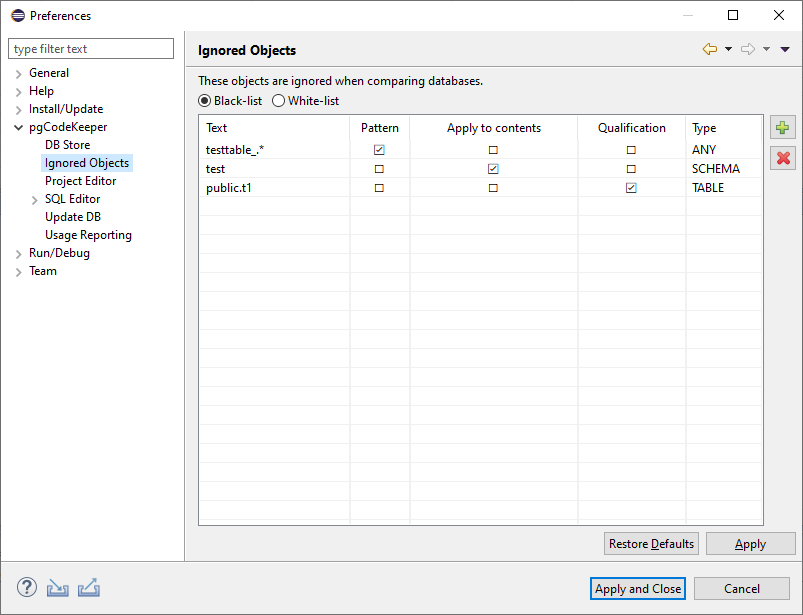 Preferences
type filter text
General
Help
Install/Update
pgCodeKeeper
DB Store
Ignored Objects
Project Editor
SQL Editor
Update DB
Usage Reporting
Run/Debug
Team
Ignored Objects
These objects are ignored when comparing databases.
Black-list White-list
Text Pattern Apply to contents Qualification Type
testtable_.* ANY
test SCHEMA
public.t1 TABLE
Restore Defaults Apply
? Apply and Close Cancel